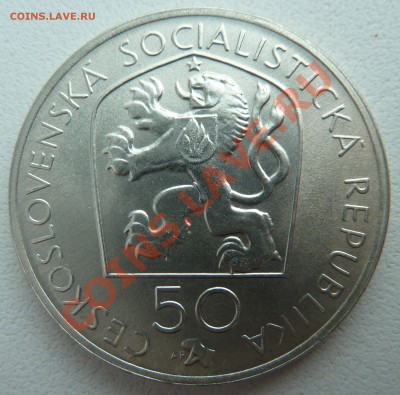 COINS.LAVE.RU
ČESKOSLOVENSKÁ SOCIALISTICKÁ REPUBLIKA
COINS.LAVE.RU
50